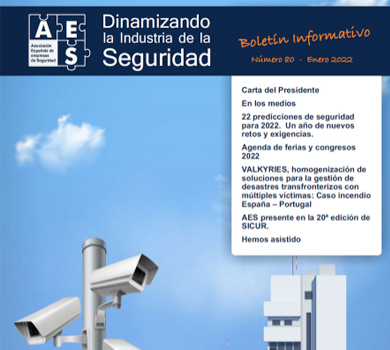 A
E
S
Asociación
Española de
empresas
de Seguridad
Dinamizando
la Industria de la
Seguridad
Boletín Informativo
Número 80 - Enero 2022
Carta del Presidente
En los medios
22 predicciones de seguridad
para 2022. Un año de nuevos
retos y exigencias.
Agenda de ferias y congresos
2022
VALKYRIES, homogenización de
soluciones para la gestión de
desastres transfronterizos con
múltiples víctimas: Caso incendio
España – Portugal
AES presente en la 20ª edición de
SICUR.
Hemos asistido